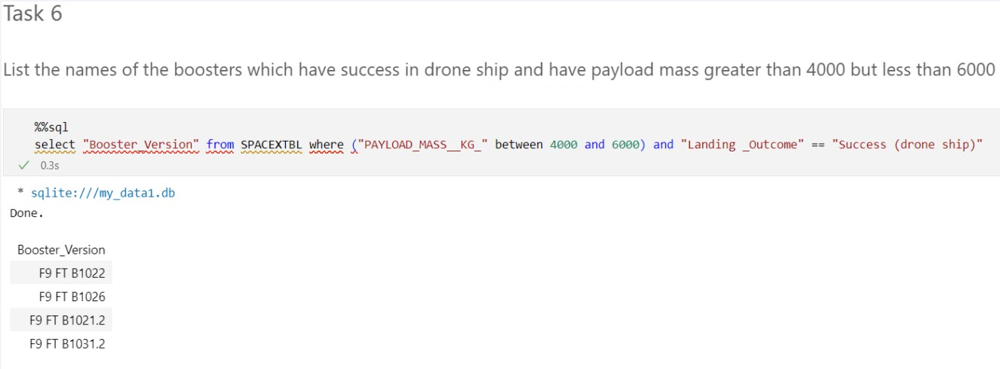 Task 6
List the names of the boosters which have success in drone ship and have payload mass greater than 4000 but less than 6000
%%sql
select "Booster_Version" from SPACEXTBL where ("PAYLOAD_MASS__KG_" between 4000 and 6000) and "Landing _Outcome" == "Success (drone ship)"
✓ 0.3s
* sqlite:///my_data1.db
Done.
Booster_Version
F9 FT B1022
F9 FT B1026
F9 FT B1021.2
F9 FT B1031.2